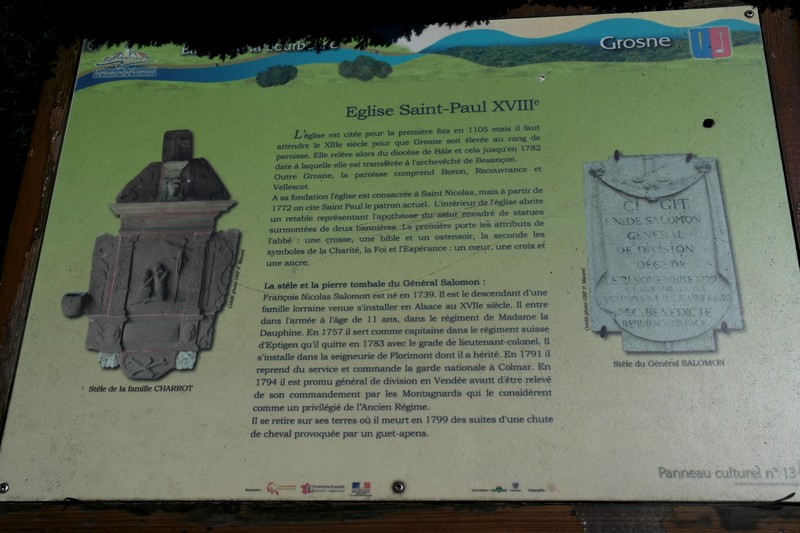 Grosne
Eglise Saint-Paul XVIIIe
L'église est citée pour la première fois en 1105 mais il faut
attendre le XIIIe siècle pour que Grosne soit élevée au rang de
paroisse. Elle relève alors du diocèse de Bâle et cela jusqu'en 1782
date à laquelle elle est transférée à l'archevêché de Besançon.
Outre Grosne, la paroisse comprend Boron, Recouvrance et
Vellescot.
A sa fondation l'église est consacrée à Saint Nicolas, mais à partir de
1772 on cite Saint Paul le patron actuel. L'intérieur de l'église abrite
un retable représentant l'apothéose du saint encadré de statues
surmontées de deux bannières. La première porte les attributs de
l'abbé : une crosse, une bible et un ostensoir, la seconde les
symboles de la Charité, la Foi et l'Espérance : un cœur, une croix et
une ancre.
La stèle et la pierre tombale du Général Salomon :
François Nicolas Salomon est né en 1739. Il est le descendant d'une
famille lorraine venue s'installer en Alsace au XVIIe siècle. Il entre
dans l'armée à l'âge de 11 ans, dans le régiment de Madame la
Dauphine. En 1757 il sert comme capitaine dans le régiment suisse
d'Eptigen qu'il quitte en 1783 avec le grade de lieutenant-colonel. Il
s'installe dans la seigneurie de Florimont dont il a hérité. En 1791 il
reprend du service et commande la garde nationale à Colmar. En
1794 il est promu général de division en Vendée avant d'être relevé
de son commandement par les Montagnards qui le considèrent
comme un privilégié de l'Ancien Régime.
Il se retire sur ses terres où il meurt en 1799 des suites d'une chute
de cheval provoquée par un guet-apens.
Stèle de la famille CHARROT
CI GIT
DE SALOMON
GÉNÉRAL
DE DIVISION
Stèle du Général SALOMON
Franche-Comté
Panneau culturel n° 13